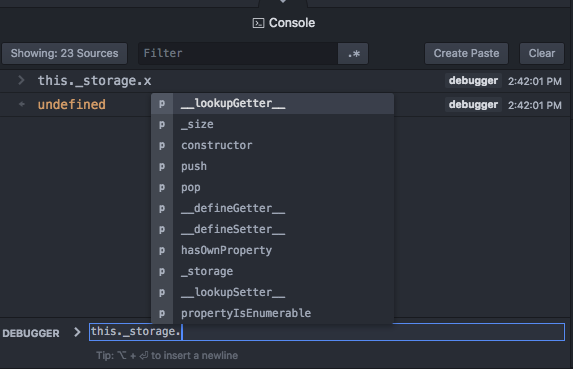 Console
Showing: 23 Sources Filter .* Create Paste Clear
this._storage.x debugger 2:42:01 PM
undefined debugger 2:42:01 PM
p __lookupGetter__
p _size
p constructor
p push
p pop
p __defineGetter__
p __defineSetter__
p hasOwnProperty
p _storage
p __lookupSetter__
p propertyIsEnumerable
DEBUGGER > this._storage.
Tip: ⌥ + ⏎ to insert a newline